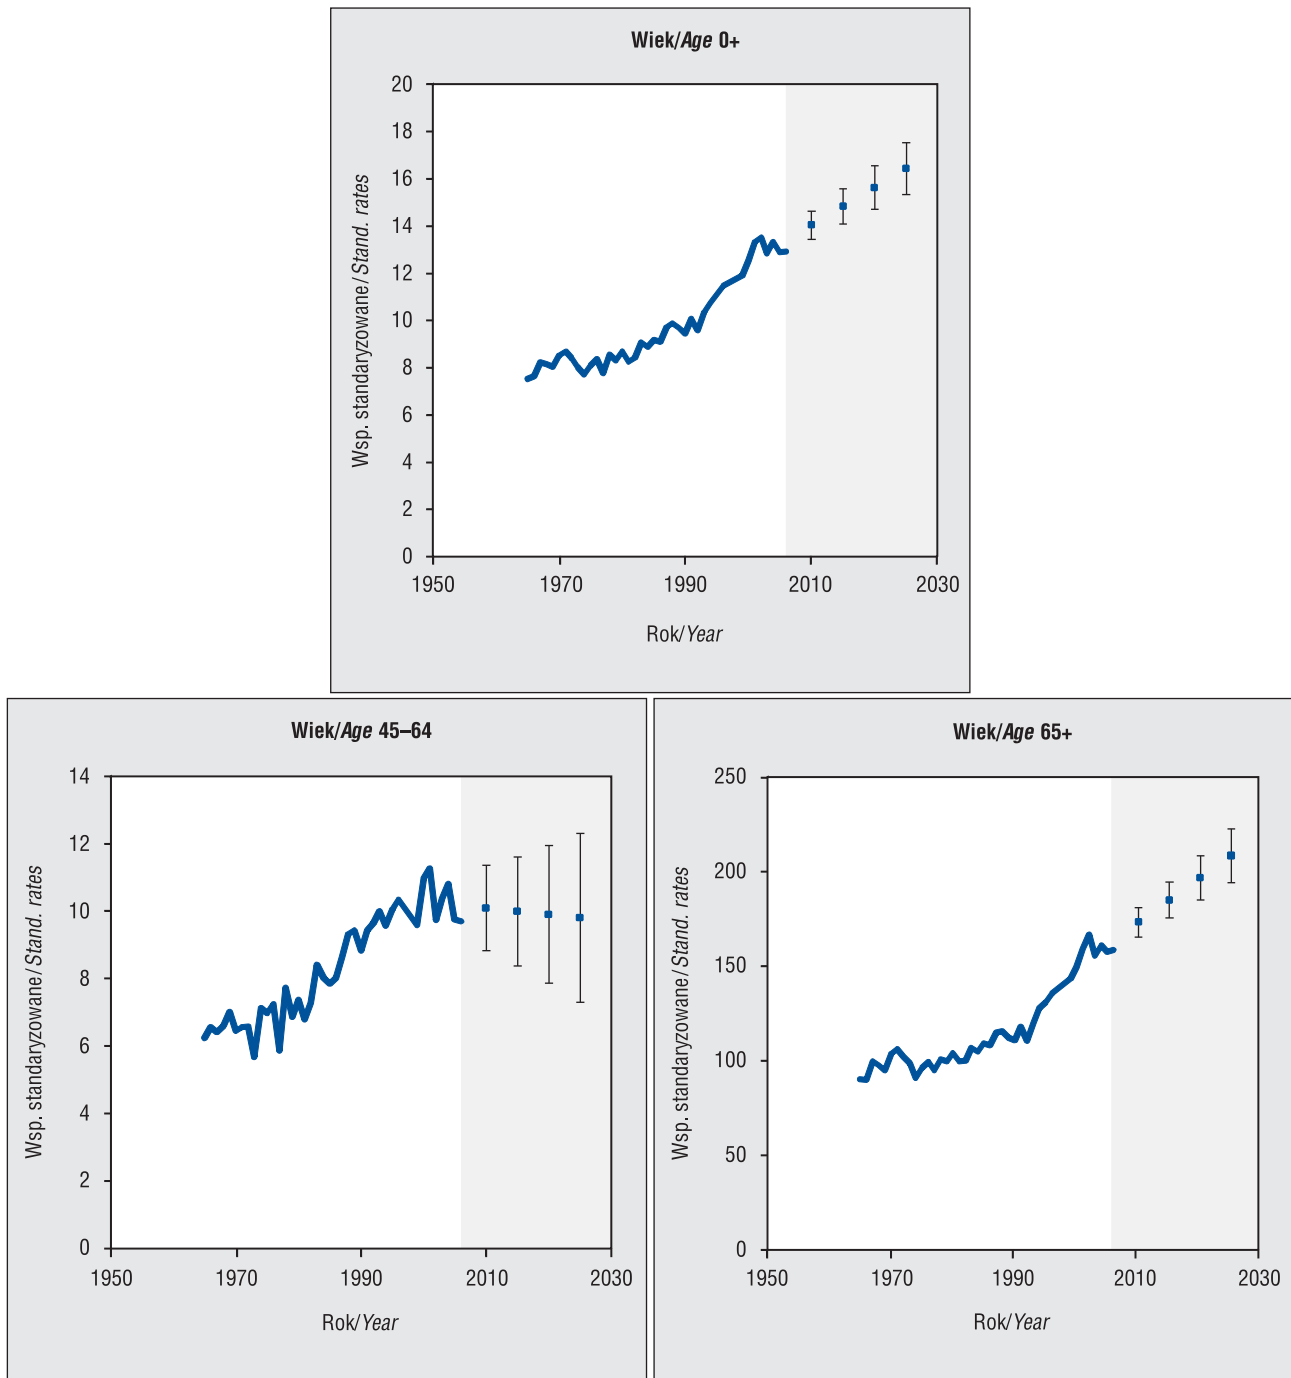 Wiek/Age 0+
Wsp. standaryzowane/Stand. rates
20
18
16
14
12
10
8
6
4
2
0
1950 1970 1990 2010 2030
Rok/Year
Wiek/Age 45–64
Wsp. standaryzowane/Stand. rates
14
12
10
8
6
4
2
0
1950 1970 1990 2010 2030
Rok/Year
Wiek/Age 65+
Wsp. standaryzowane/Stand. rates
250
200
150
100
50
0
1950 1970 1990 2010 2030
Rok/Year